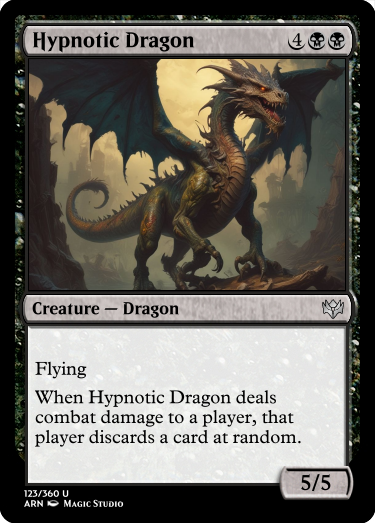 Hypnotic Dragon 4
Creature — Dragon
Flying
When Hypnotic Dragon deals
combat damage to a player, that
player discards a card at random.
5/5
123/360 U
ARN Magic Studio